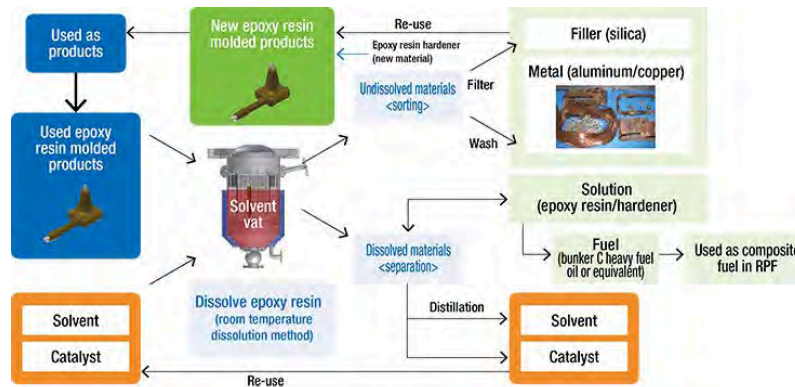 Used as
products
New epoxy resin
molded products
Re-use
Epoxy resin hardener
(new material)
Filler (silica)
Undissolved materials
<sorting>
Filter
Metal (aluminum/copper)
Wash
Used epoxy
resin molded
products
Solvent
vat
Solution
(epoxy resin/hardener)
Dissolved materials
<separation>
Fuel
(bunker C heavy fuel
oil or equivalent)
Used as composite
fuel in RPF
Dissolve epoxy resin
(room temperature
dissolution method)
Distillation
Solvent
Catalyst
Solvent
Catalyst
Re-use